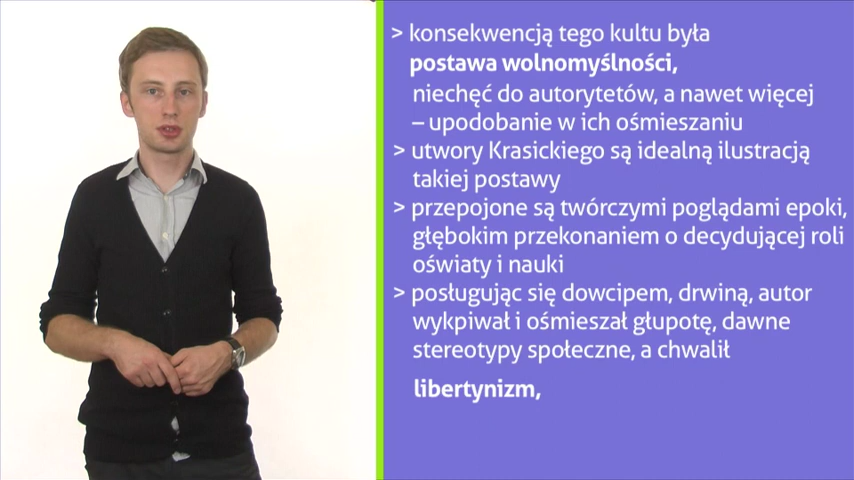 > konsekwencją tego kultu była
postawa wolnomyślności,
niechęć do autorytetów, a nawet więcej
– upodobanie w ich ośmieszaniu
> utwory Krasickiego są idealną ilustracją
takiej postawy
> przepojone są twórczymi poglądami epoki,
głębokim przekonaniem o decydującej roli
oświaty i nauki
> posługując się dowcipem, drwiną, autor
wykpiwał i ośmieszał głupotę, dawne
stereotypy społeczne, a chwalił
libertynizm,